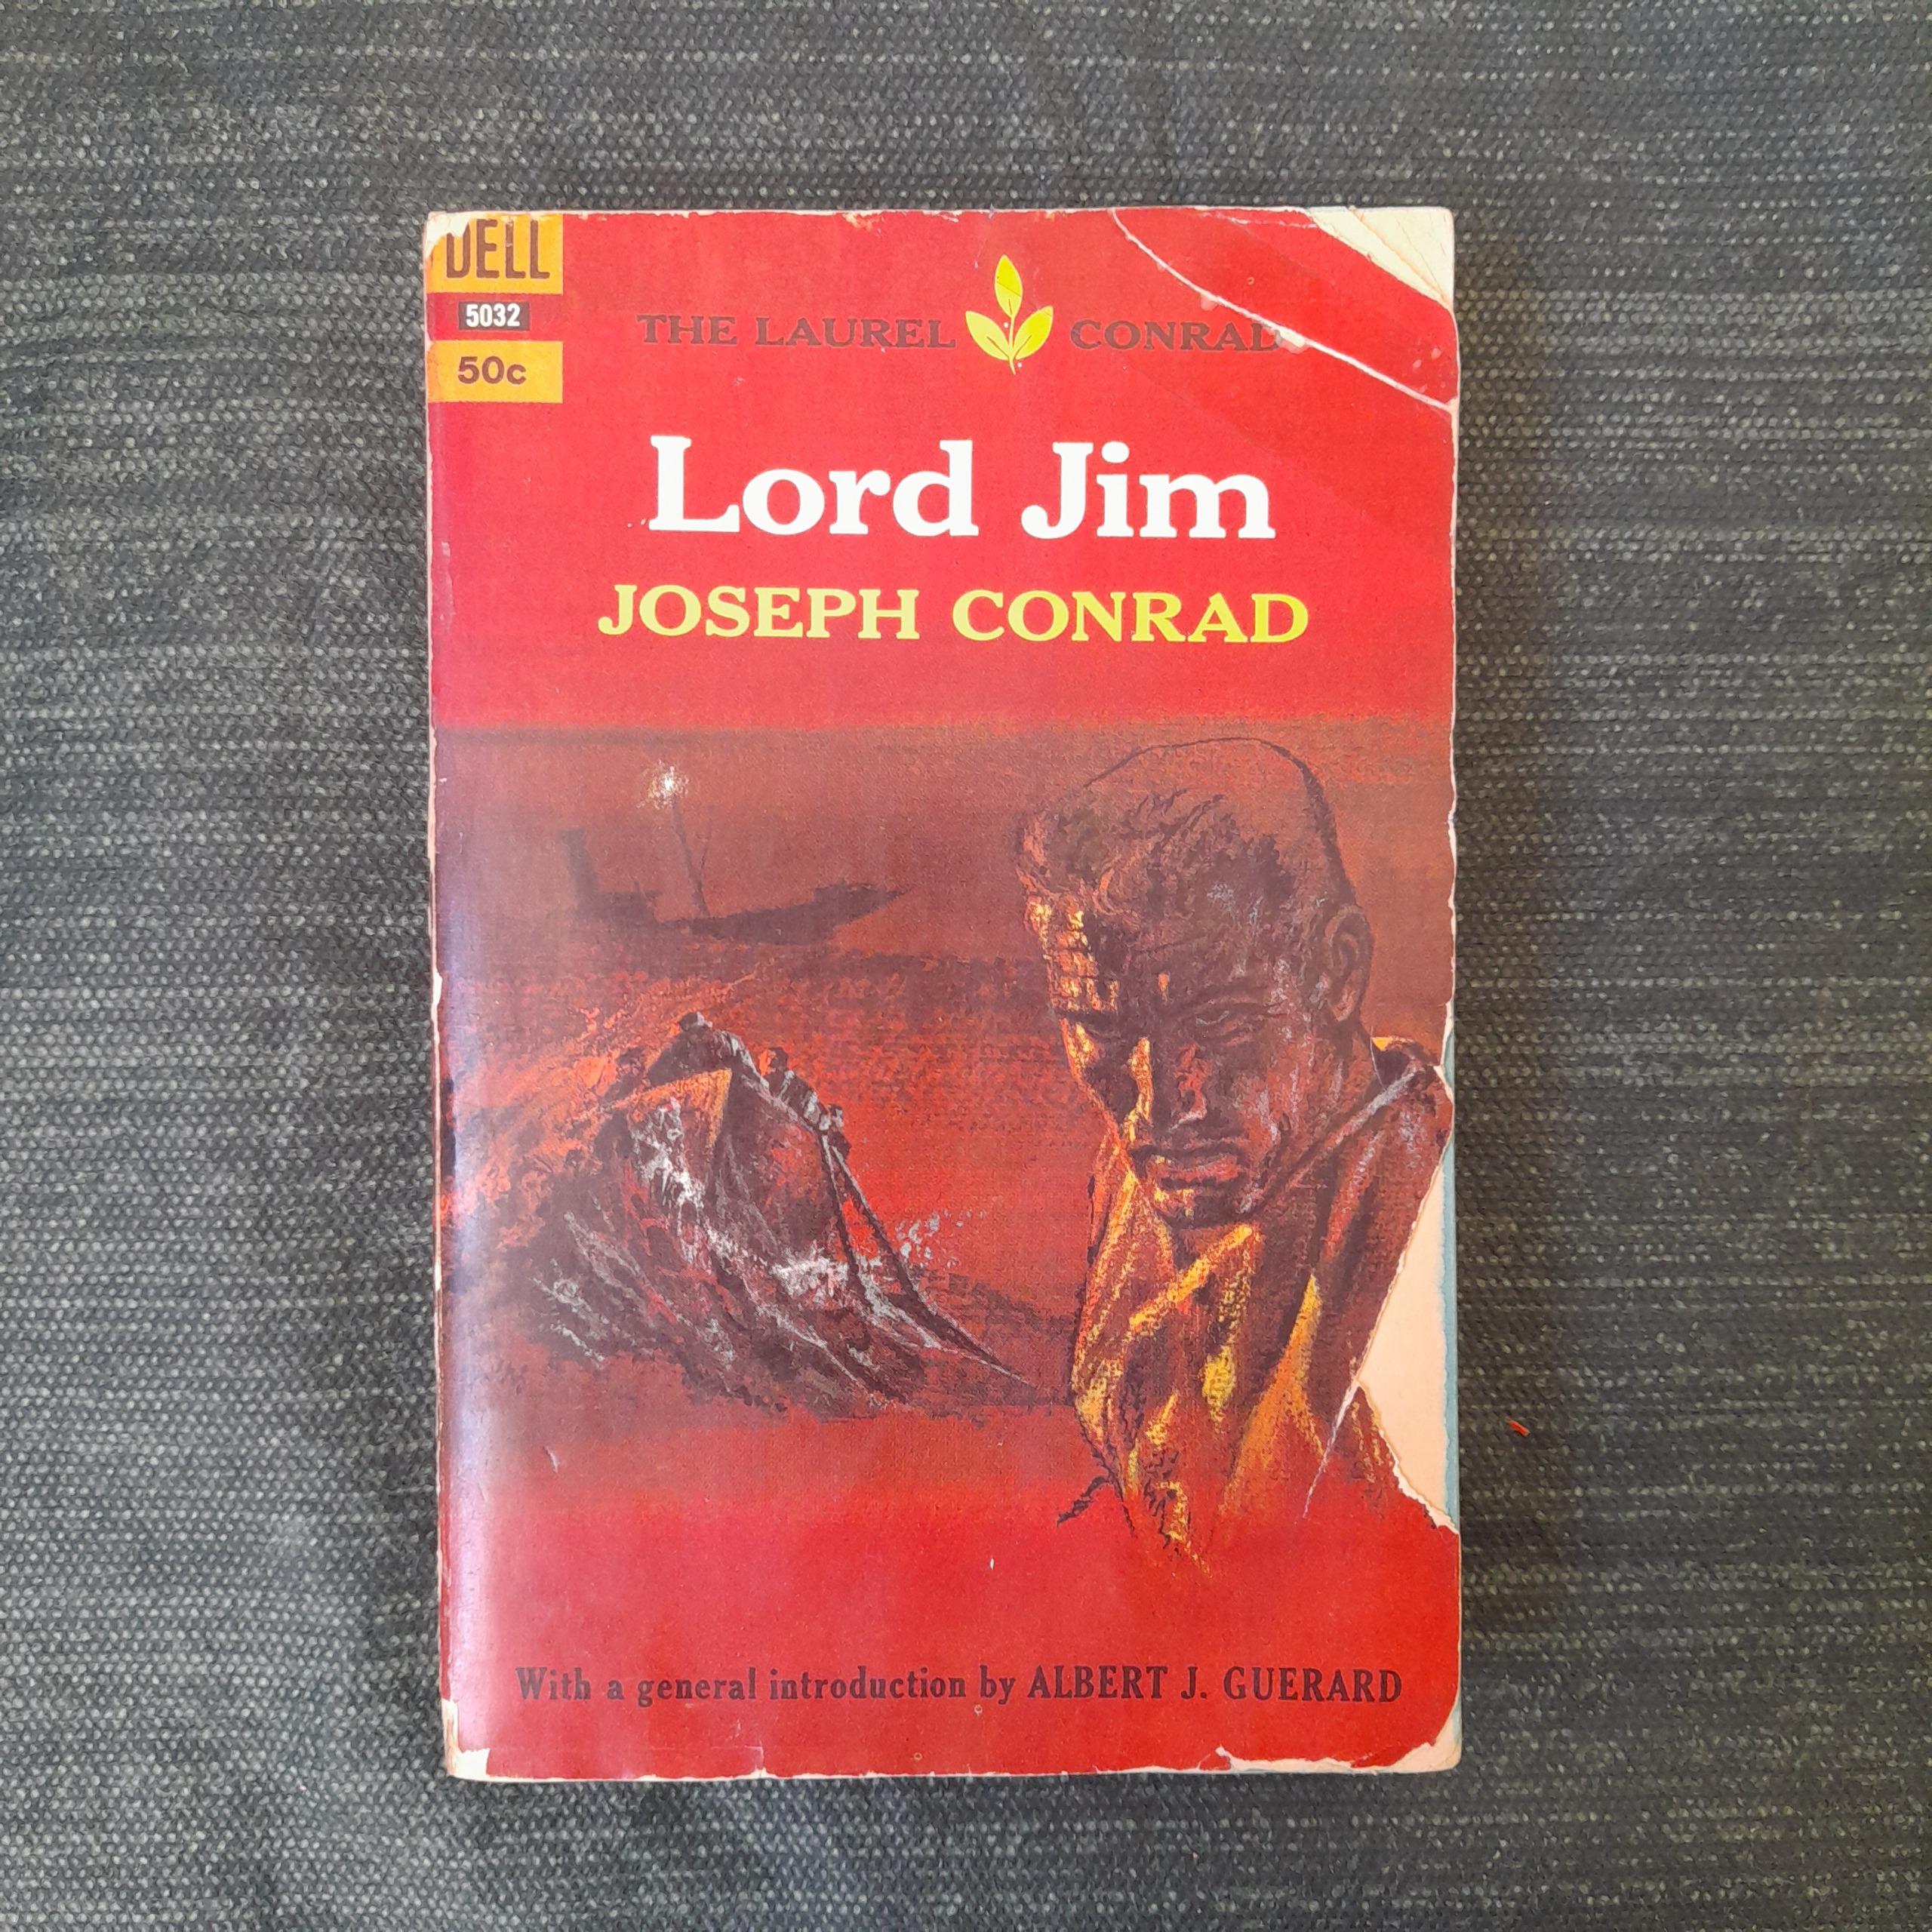 DELL
5032
50c
THE LAUREL CONRAD
Lord Jim
JOSEPH CONRAD
With a general introduction by ALBERT J. GUERARD